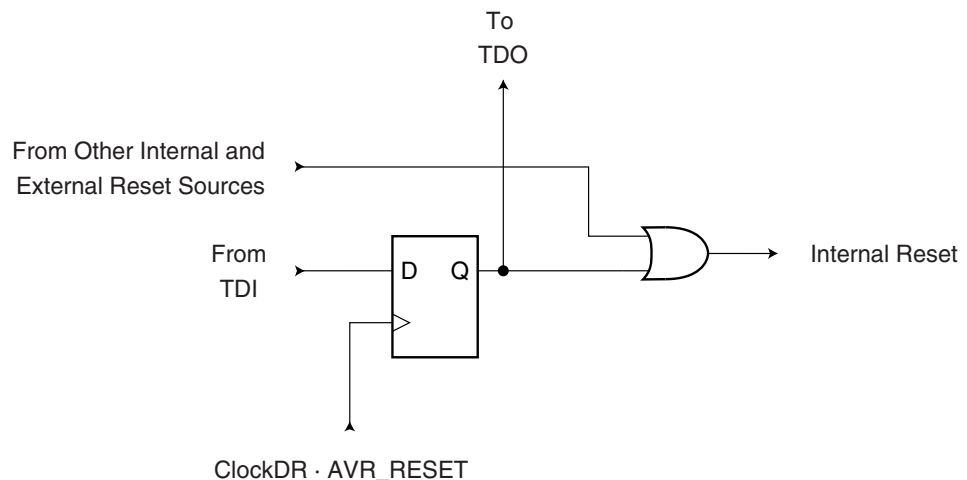 To
TDO
From Other Internal and
External Reset Sources
From
TDI
D
Q
Internal Reset
ClockDR · AVR_RESET